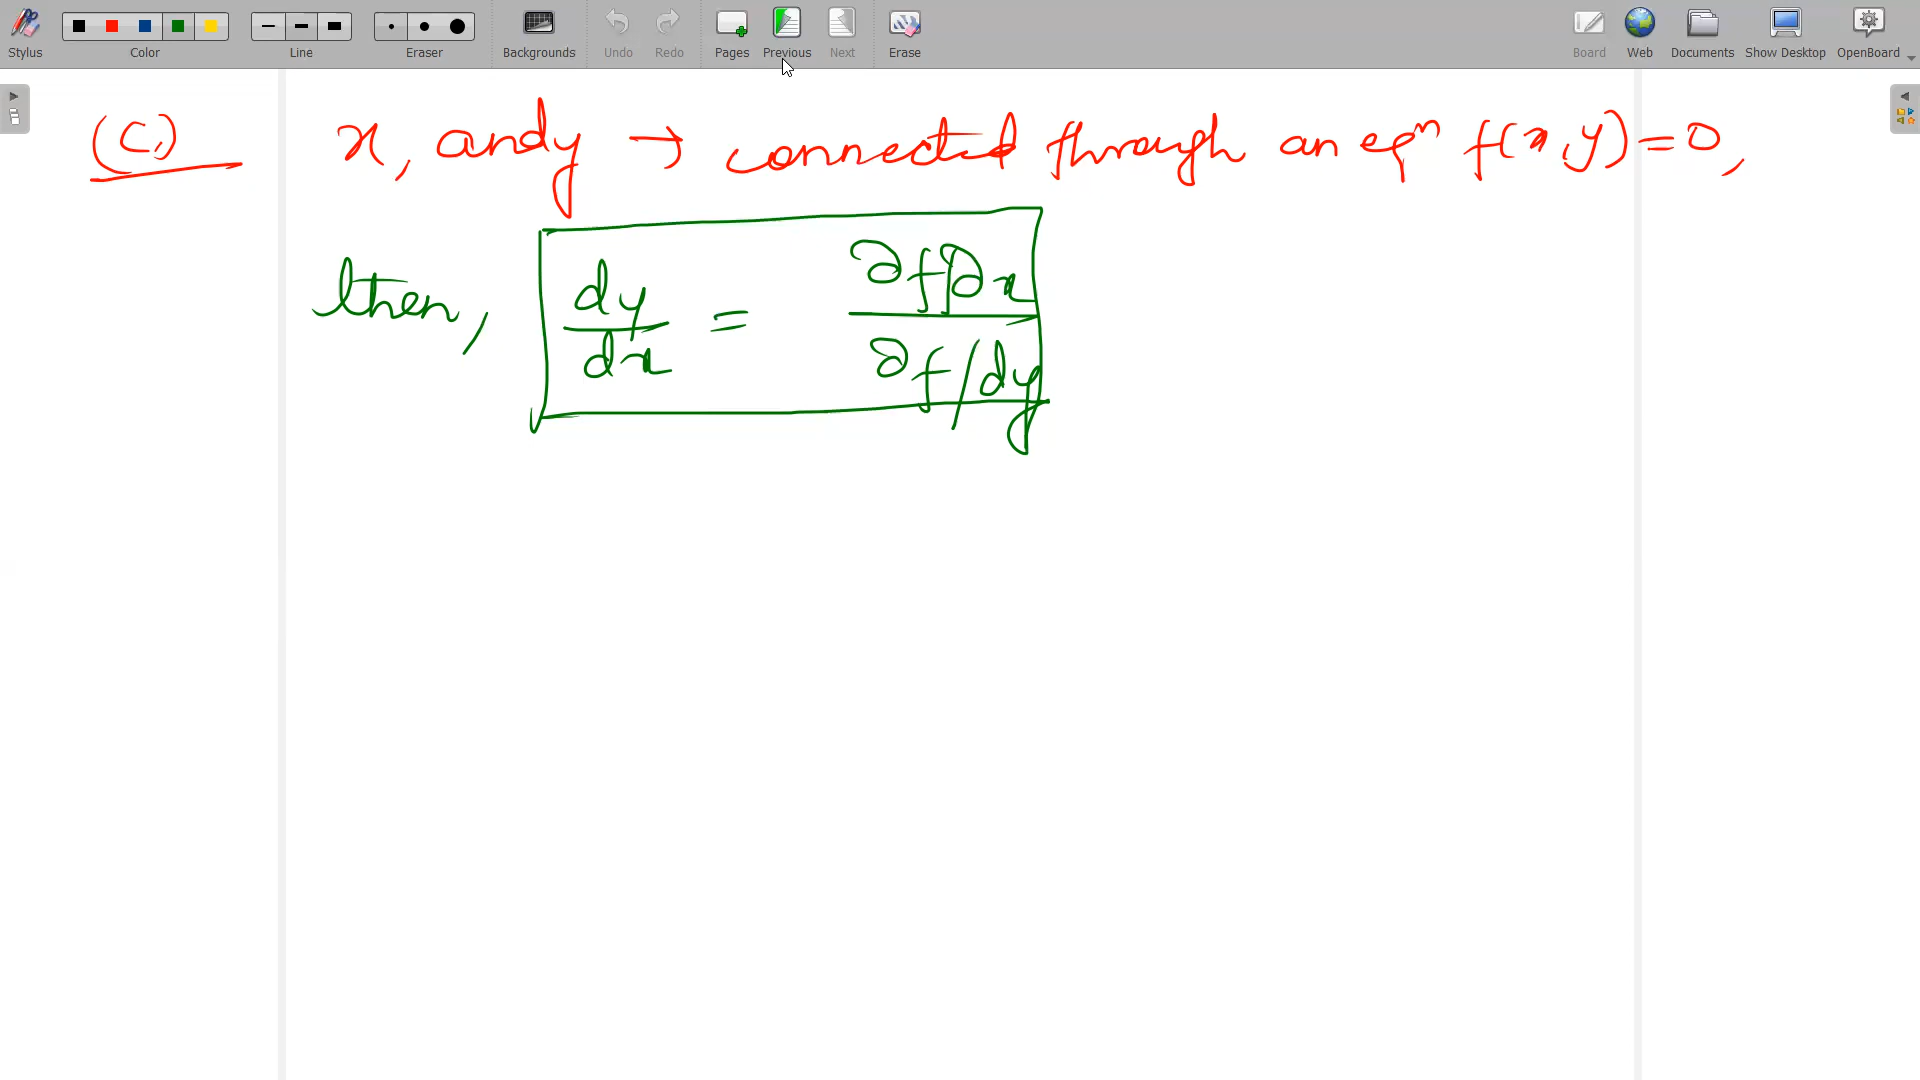 Stylus Color Line Eraser Backgrounds Undo Redo Pages Previous Next Erase Board Web Documents Show Desktop OpenBoard
(C) x, and y → connected through an eqⁿ f(x,y)=0,
then, dy/dx = (∂f/∂x)/(∂f/dy)